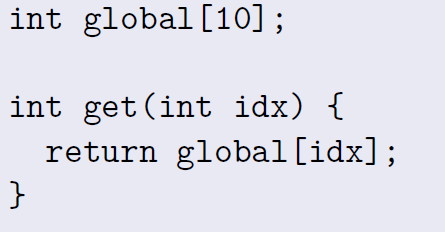 int global[10];
int get(int idx) {
return global[idx];
}